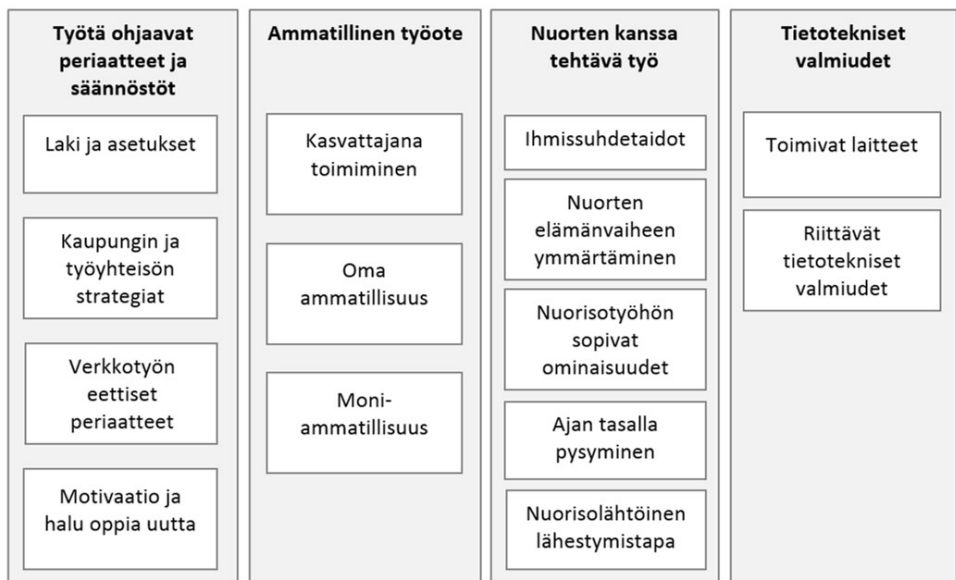 Työtä ohjaavat
periaatteet ja
säännöstöt
Laki ja asetukset
Kaupungin ja
työyhteisön
strategiat
Verkkotyön
eettiset
periaatteet
Motivaatio ja
halu oppia uutta
Ammatillinen työote
Kasvattajana
toimiminen
Oma
ammatillisuus
Moni-
ammatillisuus
Nuorten kanssa
tehtävä työ
Ihmissuhdetaidot
Nuorten
elämänvaiheen
ymmärtäminen
Nuorisotyöhön
sopivat
ominaisuudet
Ajan tasalla
pysyminen
Nuorisolähtöinen
lähestymistapa
Tietotekniset
valmiudet
Toimivat laitteet
Riittävät
tietotekniset
valmiudet